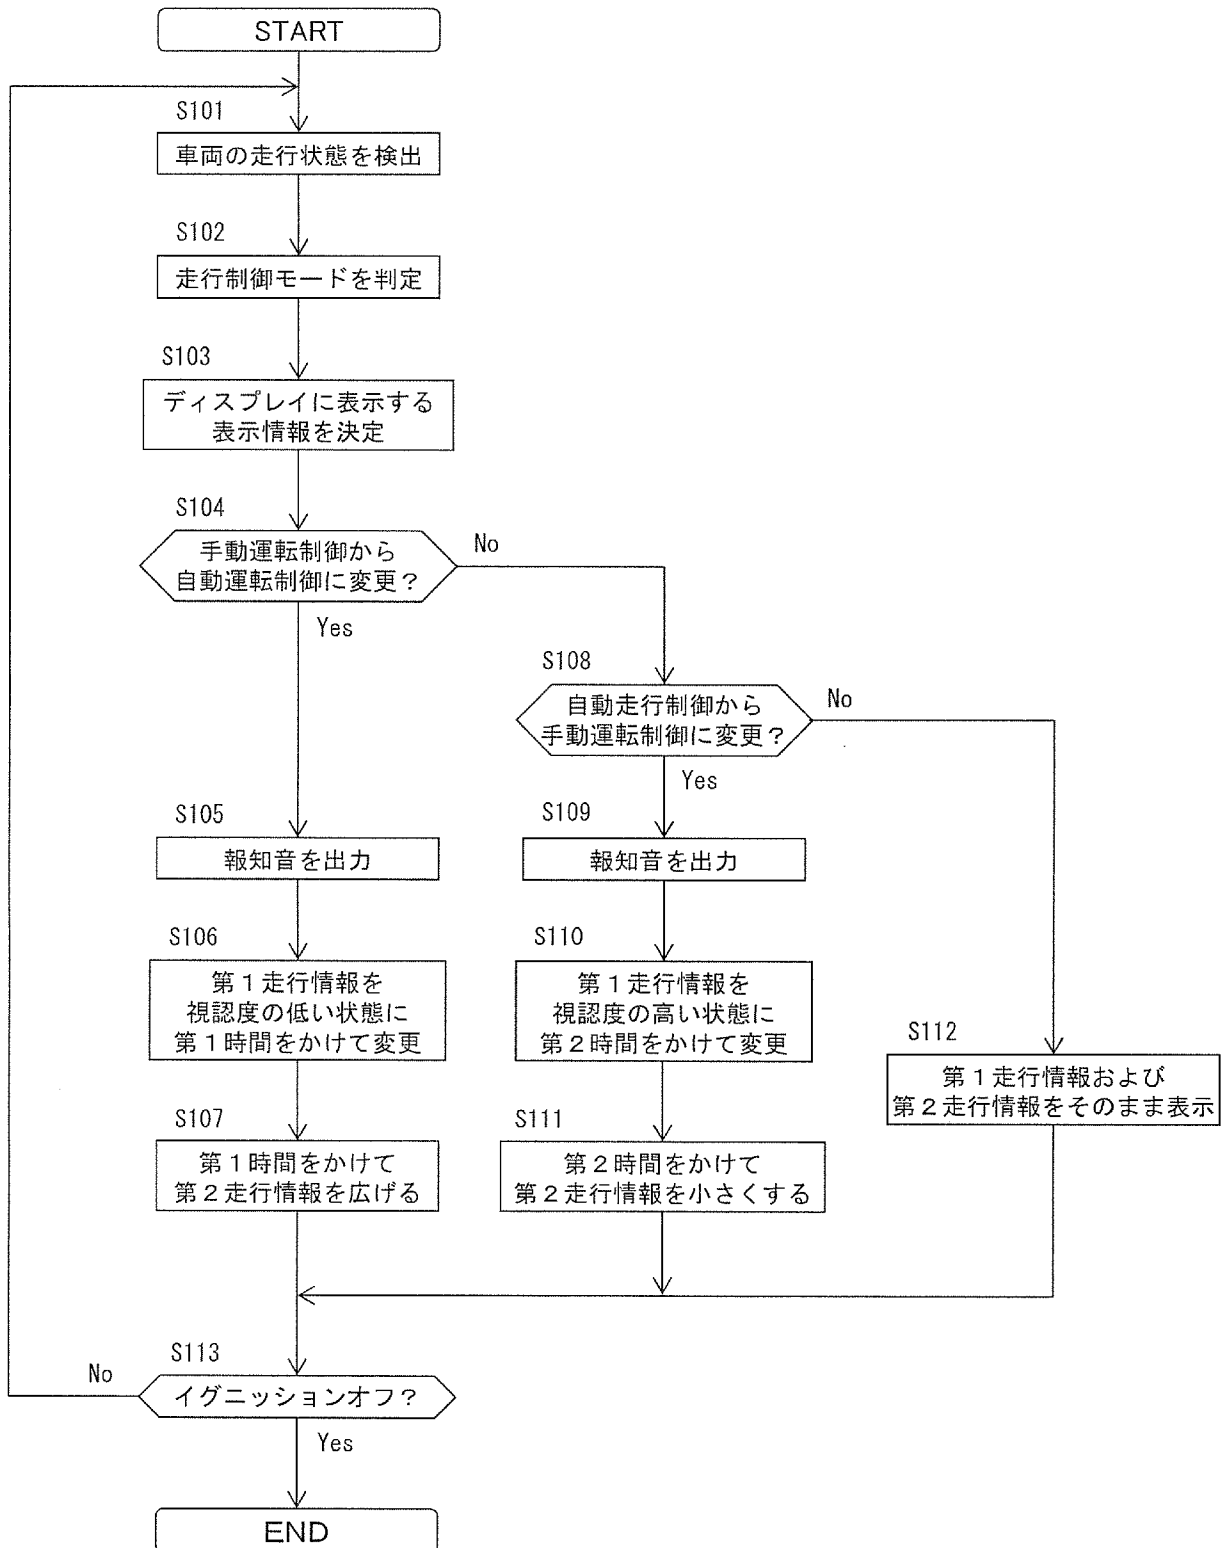 START
S101
車両の走行状態を検出
S102
走行制御モードを判定
S103
ディスプレイに表示する
表示情報を決定
S104
手動運転制御から
自動運転制御に変更？
No
Yes
S108
自動走行制御から
手動運転制御に変更？
No
Yes
S105
報知音を出力
S109
報知音を出力
S106
第１走行情報を
視認度の低い状態に
第１時間をかけて変更
S110
第１走行情報を
視認度の高い状態に
第２時間をかけて変更
S112
第１走行情報および
第２走行情報をそのまま表示
S107
第１時間をかけて
第２走行情報を広げる
S111
第２時間をかけて
第２走行情報を小さくする
S113
イグニッションオフ？
No
Yes
END